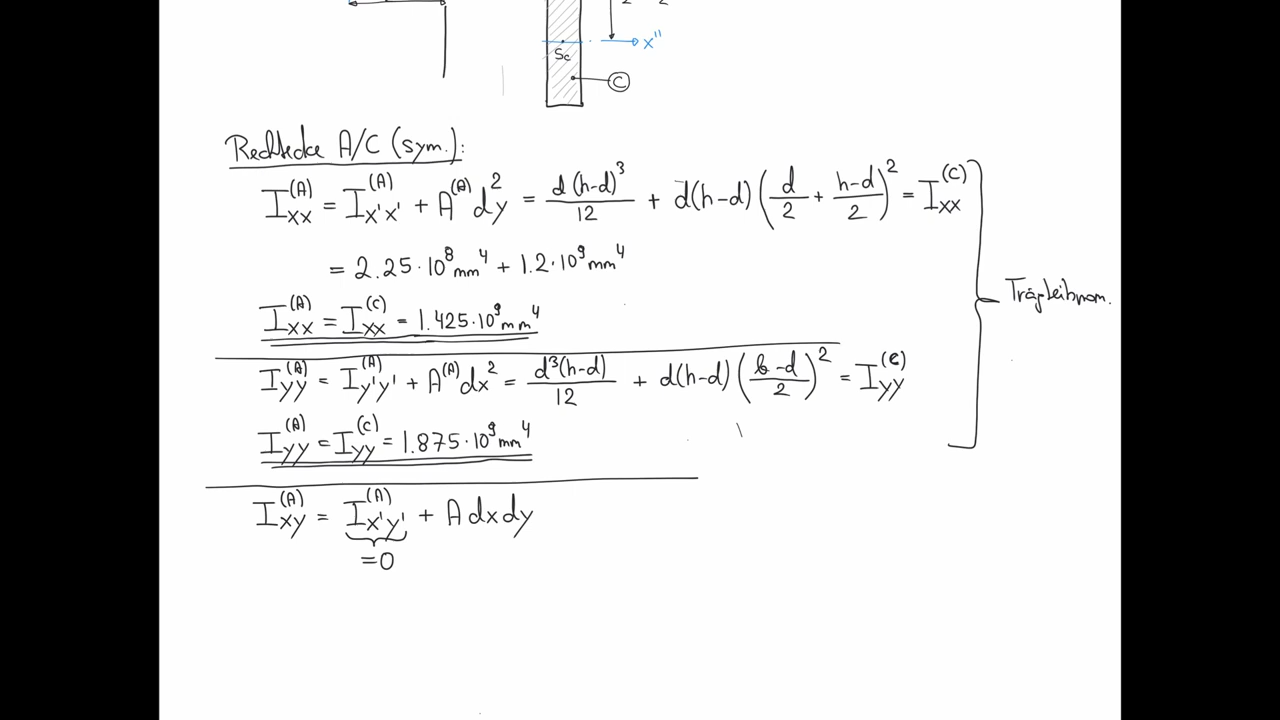 2 2
x''
Sc
C
Rechtecke A/C (sym.):
I_xx^(A) = I_x'x'^(A) + A^(A) dy^2 = d(h-d)^3/12 + d(h-d) (d/2 + (h-d)/2)^2 = I_xx^(C)
= 2.25·10^8 mm^4 + 1.2·10^9 mm^4
I_xx^(A) = I_xx^(C) = 1.425·10^9 mm^4
I_yy^(A) = I_y'y'^(A) + A^(A) dx^2 = d^3(h-d)/12 + d(h-d) ((b-d)/2)^2 = I_yy^(C)
I_yy^(A) = I_yy^(C) = 1.875·10^9 mm^4
I_xy^(A) = I_x'y'^(A) + A dx dy
=0